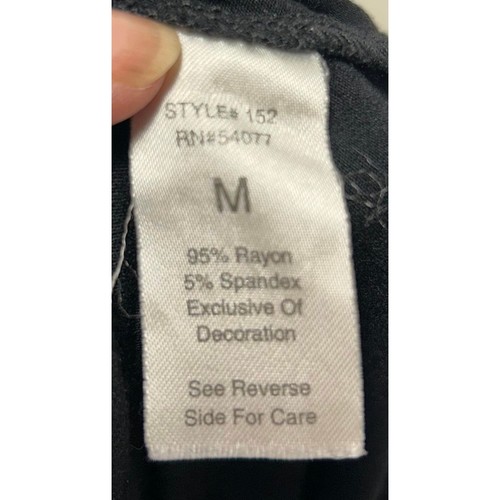 STYLE# 152
RN#54077
M
95% Rayon
5% Spandex
Exclusive Of
Decoration
See Reverse
Side For Care